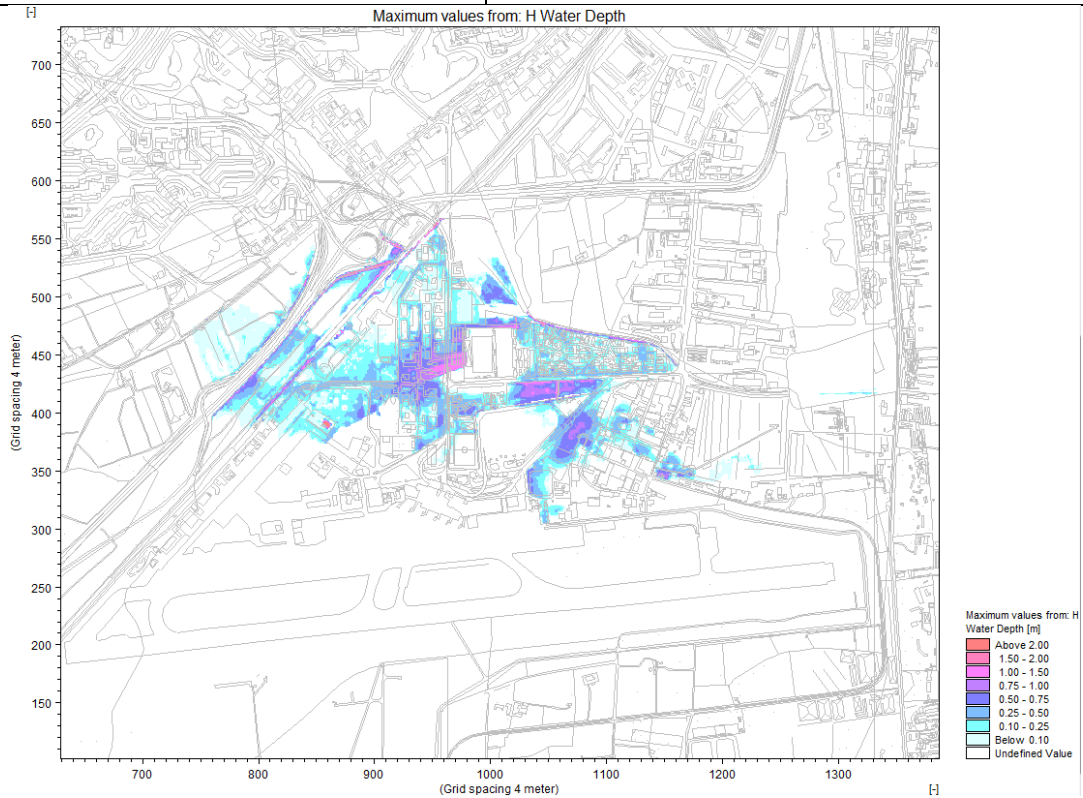 [-]
Maximum values from: H Water Depth
700
650
600
550
500
450
400
350
300
250
200
150
(Grid spacing 4 meter)
700 800 900 1000 1100 1200 1300
(Grid spacing 4 meter)
[-]
Maximum values from: H
Water Depth [m]
Above 2.00
1.50 - 2.00
1.00 - 1.50
0.75 - 1.00
0.50 - 0.75
0.25 - 0.50
0.10 - 0.25
Below 0.10
Undefined Value